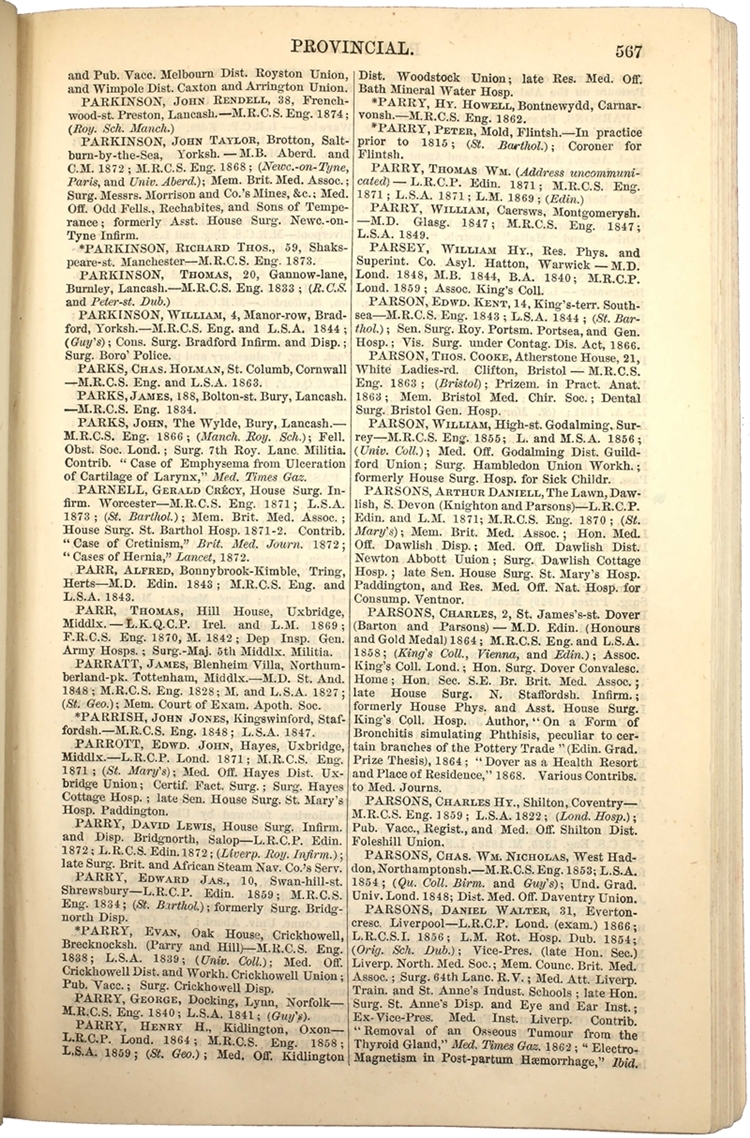 PROVINCIAL.
567
and Pub. Vacc. Melbourn Dist. Royston Union,
and Wimpole Dist. Caxton and Arrington Union.
PARKINSON, JOHN RENDELL, 38, French-
wood-st. Preston, Lancash.—M.R.C.S. Eng. 1874;
(Roy. Sch. Manch.)
PARKINSON, JOHN TAYLOR, Brotton, Salt-
burn-by-the-Sea, Yorksh.—M.B. Aberd. and
C.M. 1872; M.R.C.S. Eng. 1868; (Newc.-on-Tyne,
Paris, and Univ. Aberd.); Mem. Brit. Med. Assoc.;
Surg. Messrs. Morrison and Co.'s Mines, &c.; Med.
Off. Odd Fells., Rechabites, and Sons of Tempe-
rance; formerly Asst. House Surg. Newc.-on-
Tyne Infirm.
*PARKINSON, RICHARD THOS., 59, Shaks-
peare-st. Manchester—M.R.C.S. Eng. 1873.
PARKINSON, THOMAS, 20, Gannow-lane,
Burnley, Lancash.—M.R.C.S. Eng. 1833; (R.C.S.
and Peter-st. Dub.)
PARKINSON, WILLIAM, 4, Manor-row, Brad-
ford, Yorksh.—M.R.C.S. Eng. and L.S.A. 1844;
(Guy's); Cons. Surg. Bradford Infirm. and Disp.;
Surg. Boro' Police.
PARKS, CHAS. HOLMAN, St. Columb, Cornwall
—M.R.C.S. Eng. and L.S.A. 1863.
PARKS, JAMES, 188, Bolton-st. Bury, Lancash.
—M.R.C.S. Eng. 1834.
PARKS, JOHN, The Wylde, Bury, Lancash.—
M.R.C.S. Eng. 1866; (Manch. Roy. Sch.); Fell.
Obst. Soc. Lond.; Surg. 7th Roy. Lanc. Militia.
Contrib. "Case of Emphysema from Ulceration
of Cartilage of Larynx," Med. Times Gaz.
PARNELL, GERALD CRÉCY, House Surg. In-
firm. Worcester—M.R.C.S. Eng. 1871; L.S.A.
1873; (St. Barthol.); Mem. Brit. Med. Assoc.;
House Surg. St. Barthol Hosp. 1871-2. Contrib.
"Case of Cretinism," Brit. Med. Journ. 1872;
"Cases of Hernia," Lancet, 1872.
PARR, ALFRED, Bonnybrook-Kimble, Tring,
Herts—M.D. Edin. 1843; M.R.C.S. Eng. and
L.S.A. 1843.
PARR, THOMAS, Hill House, Uxbridge,
Middlx.—L.K.Q.C.P. Irel. and L.M. 1869;
F.R.C.S. Eng. 1870, M. 1842; Dep Insp. Gen.
Army Hosps.; Surg.-Maj. 5th Middlx. Militia.
PARRATT, JAMES, Blenheim Villa, Northum-
berland-pk. Tottenham, Middlx.—M.D. St. And.
1848; M.R.C.S. Eng. 1828; M. and L.S.A. 1827;
(St. Geo.); Mem. Court of Exam. Apoth. Soc.
*PARRISH, JOHN JONES, Kingswinford, Staf-
fordsh.—M.R.C.S. Eng. 1848; L.S.A. 1847.
PARROTT, EDWD. JOHN, Hayes, Uxbridge,
Middlx.—L.R.C.P. Lond. 1871; M.R.C.S. Eng.
1871; (St. Mary's); Med. Off. Hayes Dist. Ux-
bridge Union; Certif. Fact. Surg.; Surg. Hayes
Cottage Hosp.; late Sen. House Surg. St. Mary's
Hosp. Paddington.
PARRY, DAVID LEWIS, House Surg. Infirm.
and Disp. Bridgnorth, Salop—L.R.C.P. Edin.
1872; L.R.C.S. Edin. 1872; (Liverp. Roy. Infirm.);
late Surg. Brit. and African Steam Nav. Co.'s Serv.
PARRY, EDWARD JAS., 10, Swan-hill-st.
Shrewsbury—L.R.C.P. Edin. 1859; M.R.C.S.
Eng. 1834; (St. Barthol.); formerly Surg. Bridg-
north Disp.
*PARRY, EVAN, Oak House, Crickhowell,
Brecknocksh. (Parry and Hill)—M.R.C.S. Eng.
1838; L.S.A. 1839; (Univ. Coll.); Med. Off.
Crickhowell Dist. and Workh. Crickhowell Union;
Pub. Vacc.; Surg. Crickhowell Disp.
PARRY, GEORGE, Docking, Lynn, Norfolk—
M.R.C.S. Eng. 1840; L.S.A. 1841; (Guy's).
PARRY, HENRY H., Kidlington, Oxon—
L.R.C.P. Lond. 1864; M.R.C.S. Eng. 1858;
L.S.A. 1859; (St. Geo.); Med. Off. Kidlington
Dist. Woodstock Union; late Res. Med. Off.
Bath Mineral Water Hosp.
*PARRY, HY. HOWELL, Bontnewydd, Carnar-
vonsh.—M.R.C.S. Eng. 1862.
*PARRY, PETER, Mold, Flintsh.—In practice
prior to 1815; (St. Barthol.); Coroner for
Flintsh.
PARRY, THOMAS WM. (Address uncommuni-
cated)—L.R.C.P. Edin. 1871; M.R.C.S. Eng.
1871; L.S.A. 1871; L.M. 1869; (Edin.)
PARRY, WILLIAM, Caersws, Montgomerysh.
—M.D. Glasg. 1847; M.R.C.S. Eng. 1847;
L.S.A. 1849.
PARSEY, WILLIAM HY., Res. Phys. and
Superint. Co. Asyl. Hatton, Warwick—M.D.
Lond. 1848, M.B. 1844, B.A. 1840; M.R.C.P.
Lond. 1859; Assoc. King's Coll.
PARSON, EDWD. KENT, 14, King's-terr. South-
sea—M.R.C.S. Eng. 1843; L.S.A. 1844; (St. Bar-
thol.); Sen. Surg. Roy. Portsm. Portsea, and Gen.
Hosp.; Vis. Surg. under Contag. Dis. Act, 1866.
PARSON, THOS. COOKE, Atherstone House, 21,
White Ladies-rd. Clifton, Bristol—M.R.C.S.
Eng. 1863; (Bristol); Prizem. in Pract. Anat.
1863; Mem. Bristol Med. Chir. Soc.; Dental
Surg. Bristol Gen. Hosp.
PARSON, WILLIAM, High-st. Godalming, Sur-
rey—M.R.C.S. Eng. 1855; L. and M.S.A. 1856;
(Univ. Coll.); Med. Off. Godalming Dist. Guild-
ford Union; Surg. Hambledon Union Workh.;
formerly House Surg. Hosp. for Sick Childr.
PARSONS, ARTHUR DANIELL, The Lawn, Daw-
lish, S. Devon (Knighton and Parsons)—L.R.C.P.
Edin. and L.M. 1871; M.R.C.S. Eng. 1870; (St.
Mary's); Mem. Brit. Med. Assoc.; Hon. Med.
Off. Dawlish Disp.; Med. Off. Dawlish Dist.
Newton Abbott Union; Surg. Dawlish Cottage
Hosp.; late Sen. House Surg. St. Mary's Hosp.
Paddington, and Res. Med. Off. Nat. Hosp. for
Consump. Ventnor.
PARSONS, CHARLES, 2, St. James's-st. Dover
(Barton and Parsons)—M.D. Edin. (Honours
and Gold Medal) 1864; M.R.C.S. Eng. and L.S.A.
1858; (King's Coll., Vienna, and Edin.); Assoc.
King's Coll. Lond.; Hon. Surg. Dover Convalesc.
Home; Hon. Sec. S.E. Br. Brit. Med. Assoc.;
late House Surg. N. Staffordsh. Infirm.;
formerly House Phys. and Asst. House Surg.
King's Coll. Hosp. Author, "On a Form of
Bronchitis simulating Phthisis, peculiar to cer-
tain branches of the Pottery Trade" (Edin. Grad.
Prize Thesis), 1864; "Dover as a Health Resort
and Place of Residence," 1868. Various Contribs.
to Med. Journs.
PARSONS, CHARLES HY., Shilton, Coventry—
M.R.C.S. Eng. 1859; L.S.A. 1822; (Lond. Hosp.);
Pub. Vacc., Regist., and Med. Off. Shilton Dist.
Foleshill Union.
PARSONS, CHAS. WM. NICHOLAS, West Had-
don, Northamptonsh.—M.R.C.S. Eng. 1853; L.S.A.
1854; (Qu. Coll. Birm. and Guy's); Und. Grad.
Univ. Lond. 1848; Dist. Med. Off. Daventry Union.
PARSONS, DANIEL WALTER, 31, Everton-
cresc. Liverpool—L.R.C.P. Lond. (exam.) 1866;
L.R.C.S.I. 1856; L.M. Rot. Hosp. Dub. 1854;
(Orig. Sch. Dub.); Vice-Pres. (late Hon. Sec.)
Liverp. North. Med. Soc.; Mem. Counc. Brit. Med.
Assoc.; Surg. 64th Lanc. R.V.; Med. Att. Liverp.
Train. and St. Anne's Indust. Schools; late Hon.
Surg. St. Anne's Disp. and Eye and Ear Inst.;
Ex-Vice-Pres. Med. Inst. Liverp. Contrib.
"Removal of an Osseous Tumour from the
Thyroid Gland," Med. Times Gaz. 1862; "Electro-
Magnetism in Post-partum Hæmorrhage," Ibid.